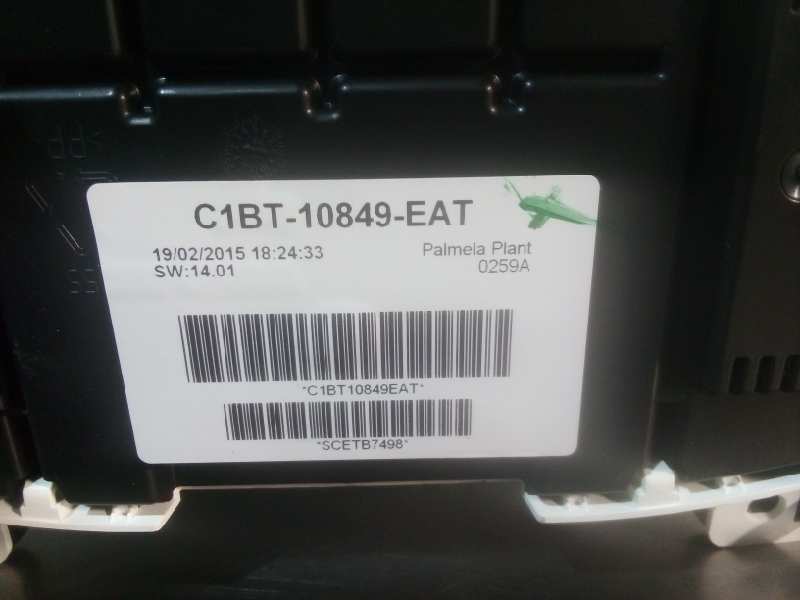 C1BT-10849-EAT
19/02/2015 18:24:33
Palmela Plant
SW:14.01
0259A
*C1BT10849EAT*
*SCETB7498*